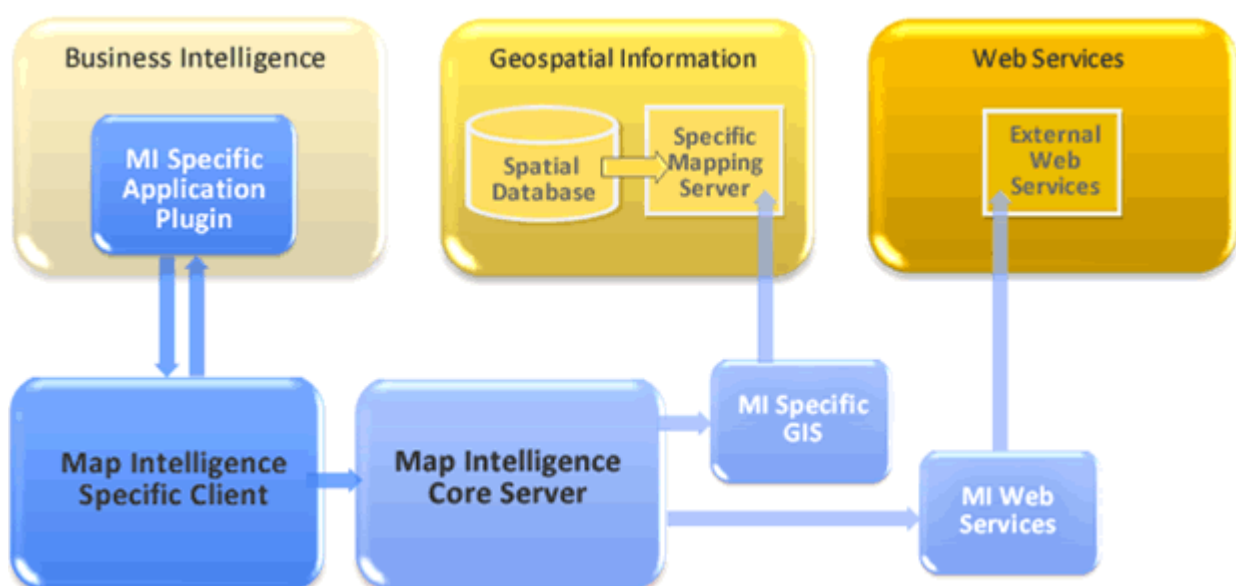 Business Intelligence
MI Specific
Application
Plugin
Geospatial Information
Spatial
Database
Specific
Mapping
Server
Web Services
External
Web
Services
Map Intelligence
Specific Client
Map Intelligence
Core Server
MI Specific
GIS
MI Web
Services